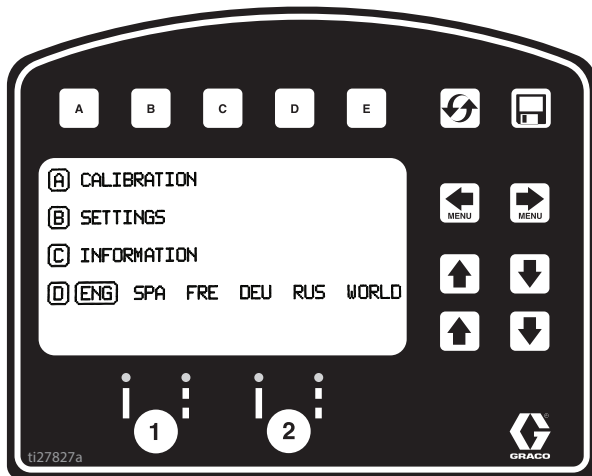 A B C D E
A CALIBRATION
MENU MENU
B SETTINGS
C INFORMATION
D ENG SPA FRE DEU RUS WORLD
1 2
ti27827a
GRACO